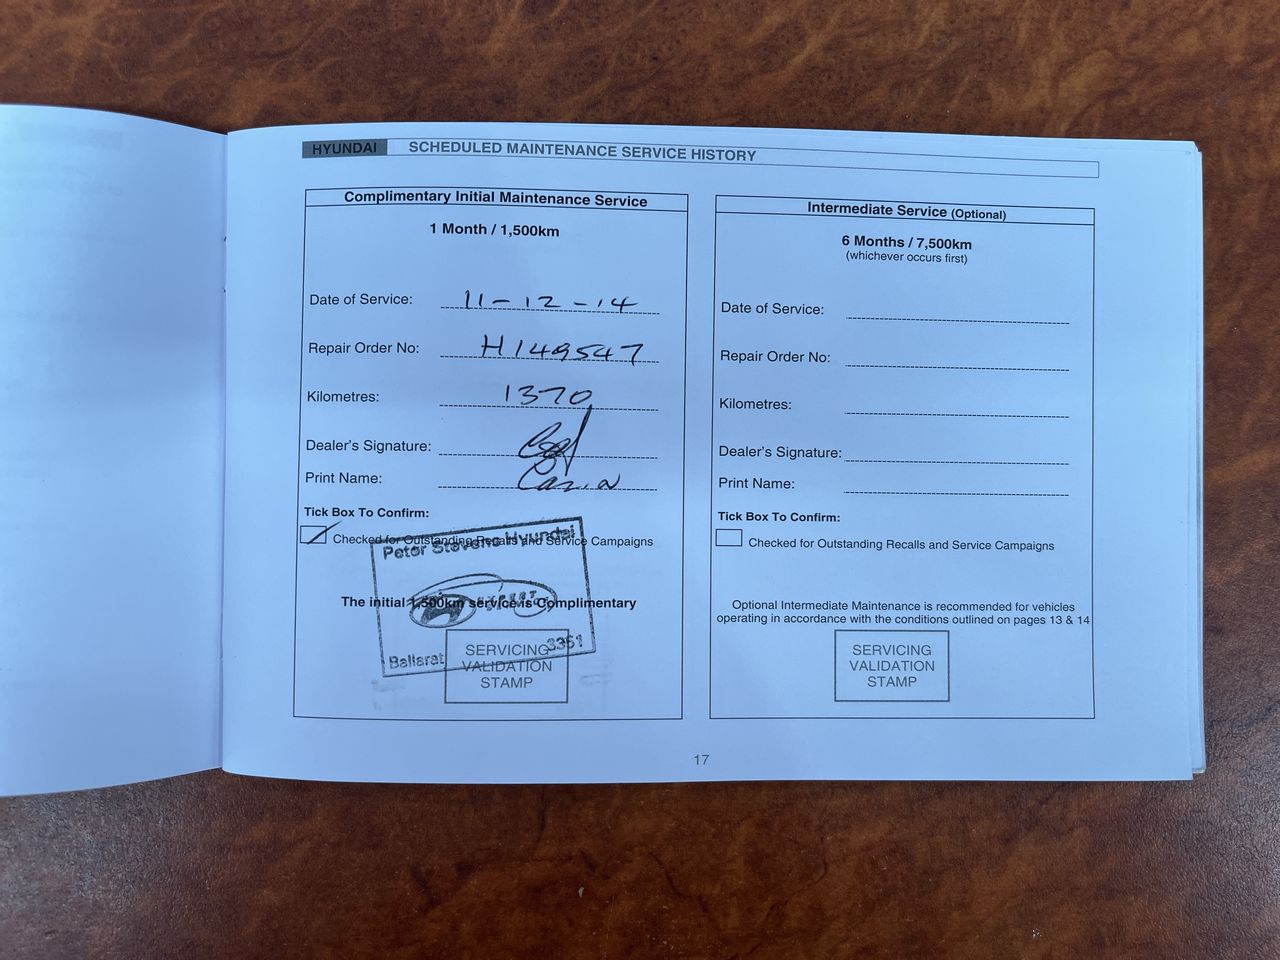 HYUNDAI SCHEDULED MAINTENANCE SERVICE HISTORY
Complimentary Initial Maintenance Service
1 Month / 1,500km
Date of Service: 11-12-14
Repair Order No: H149547
Kilometres: 1370
Dealer's Signature:
Print Name:
Tick Box To Confirm:
Checked for Outstanding Recalls and Service Campaigns
Peter Stevens Hyundai
The initial 1,500km service is Complimentary
EXPERT
Ballarat 3351
SERVICING
VALIDATION
STAMP
Intermediate Service (Optional)
6 Months / 7,500km
(whichever occurs first)
Date of Service:
Repair Order No:
Kilometres:
Dealer's Signature:
Print Name:
Tick Box To Confirm:
Checked for Outstanding Recalls and Service Campaigns
Optional Intermediate Maintenance is recommended for vehicles
operating in accordance with the conditions outlined on pages 13 & 14
SERVICING
VALIDATION
STAMP
17